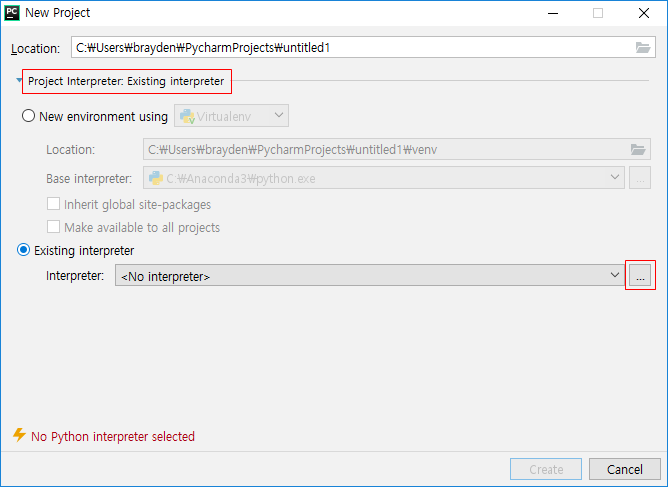 PC New Project
Location: C:₩Users₩brayden₩PycharmProjects₩untitled1
Project Interpreter: Existing interpreter
New environment using Virtualenv
Location: C:₩Users₩brayden₩PycharmProjects₩untitled1₩venv
Base interpreter: C:₩Anaconda3₩python.exe ...
Inherit global site-packages
Make available to all projects
Existing interpreter
Interpreter: <No interpreter> ...
No Python interpreter selected
Create Cancel